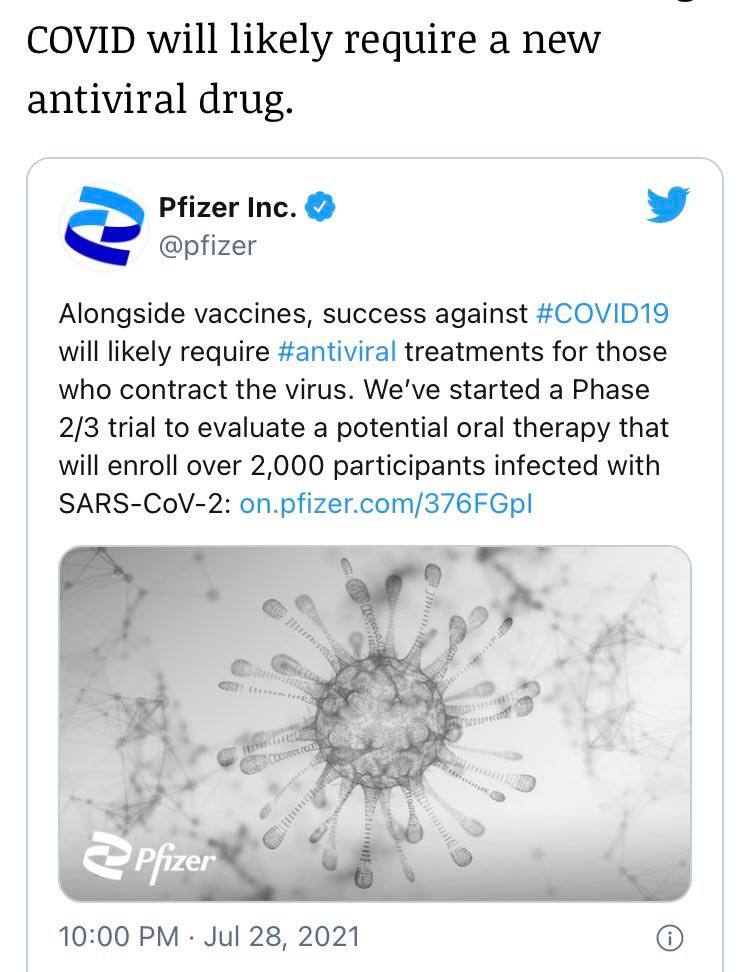 COVID will likely require a new
antiviral drug.
Pfizer Inc.
@pfizer
Alongside vaccines, success against #COVID19
will likely require #antiviral treatments for those
who contract the virus. We’ve started a Phase
2/3 trial to evaluate a potential oral therapy that
will enroll over 2,000 participants infected with
SARS-CoV-2: on.pfizer.com/376FGpI
Pfizer
10:00 PM · Jul 28, 2021